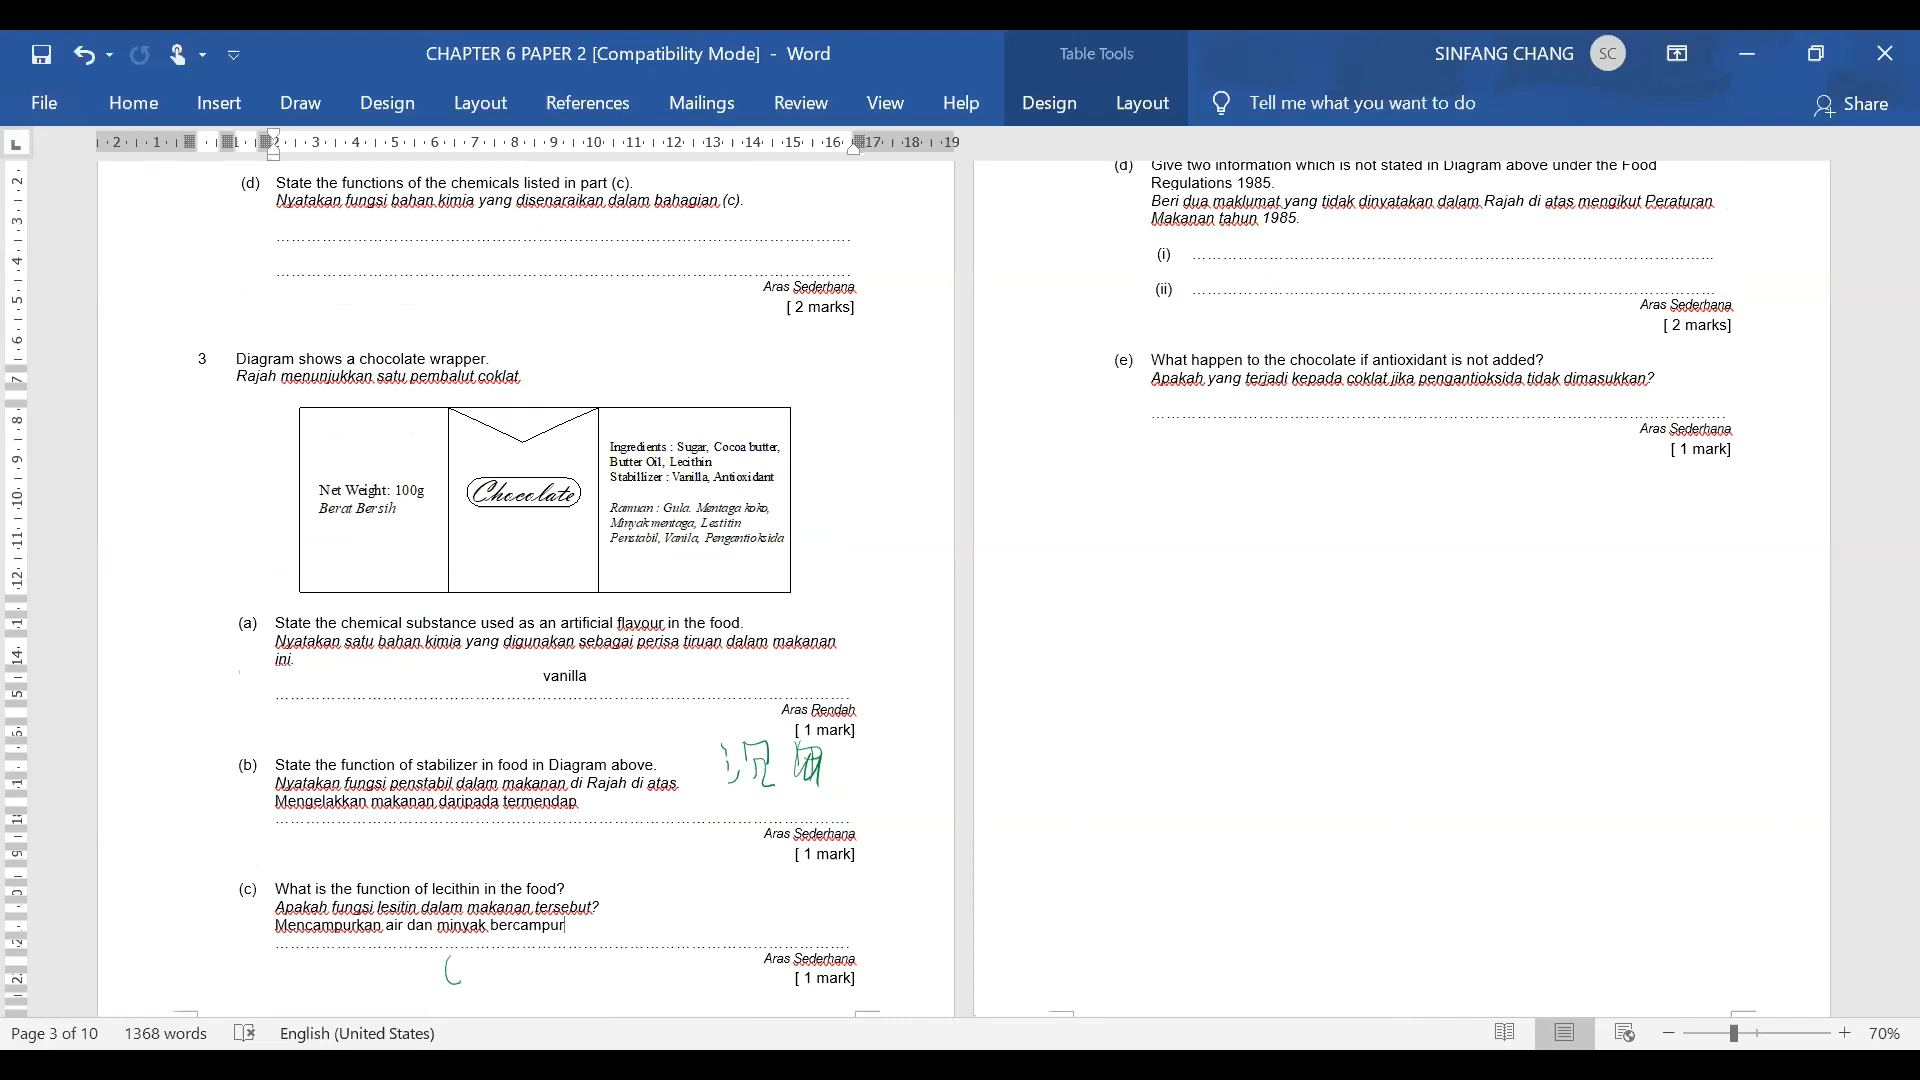 CHAPTER 6 PAPER 2 [Compatibility Mode] - Word
Table Tools
SINFANG CHANG
SC
File
Home
Insert
Draw
Design
Layout
References
Mailings
Review
View
Help
Design
Layout
Tell me what you want to do
Share
(d) State the functions of the chemicals listed in part (c).
Nyatakan fungsi bahan kimia yang disenaraikan dalam bahagian (c).
Aras Sederhana
[ 2 marks]
3 Diagram shows a chocolate wrapper.
Rajah menunjukkan satu pembalut coklat.
Net Weight: 100g
Berat Bersih
Chocolate
Ingredients : Sugar, Cocoa butter,
Butter Oil, Lecithin
Stabillizer : Vanilla, Antioxidant
Ramuan : Gula. Mentaga koko,
Minyak mentaga, Lestitin
Penstabil, Vanila, Pengantioksida
(a) State the chemical substance used as an artificial flavour in the food.
Nyatakan satu bahan kimia yang digunakan sebagai perisa tiruan dalam makanan
ini.
vanilla
Aras Rendah
[ 1 mark]
(b) State the function of stabilizer in food in Diagram above.
Nyatakan fungsi penstabil dalam makanan di Rajah di atas.
Mengelakkan makanan daripada termendap
Aras Sederhana
[ 1 mark]
(c) What is the function of lecithin in the food?
Apakah fungsi lesitin dalam makanan tersebut?
Mencampurkan air dan minyak bercampur
Aras Sederhana
[ 1 mark]
(d) Give two information which is not stated in Diagram above under the Food
Regulations 1985.
Beri dua maklumat yang tidak dinyatakan dalam Rajah di atas mengikut Peraturan
Makanan tahun 1985.
(i)
(ii)
Aras Sederhana
[ 2 marks]
(e) What happen to the chocolate if antioxidant is not added?
Apakah yang terjadi kepada coklat jika pengantioksida tidak dimasukkan?
Aras Sederhana
[ 1 mark]
Page 3 of 10
1368 words
English (United States)
70%